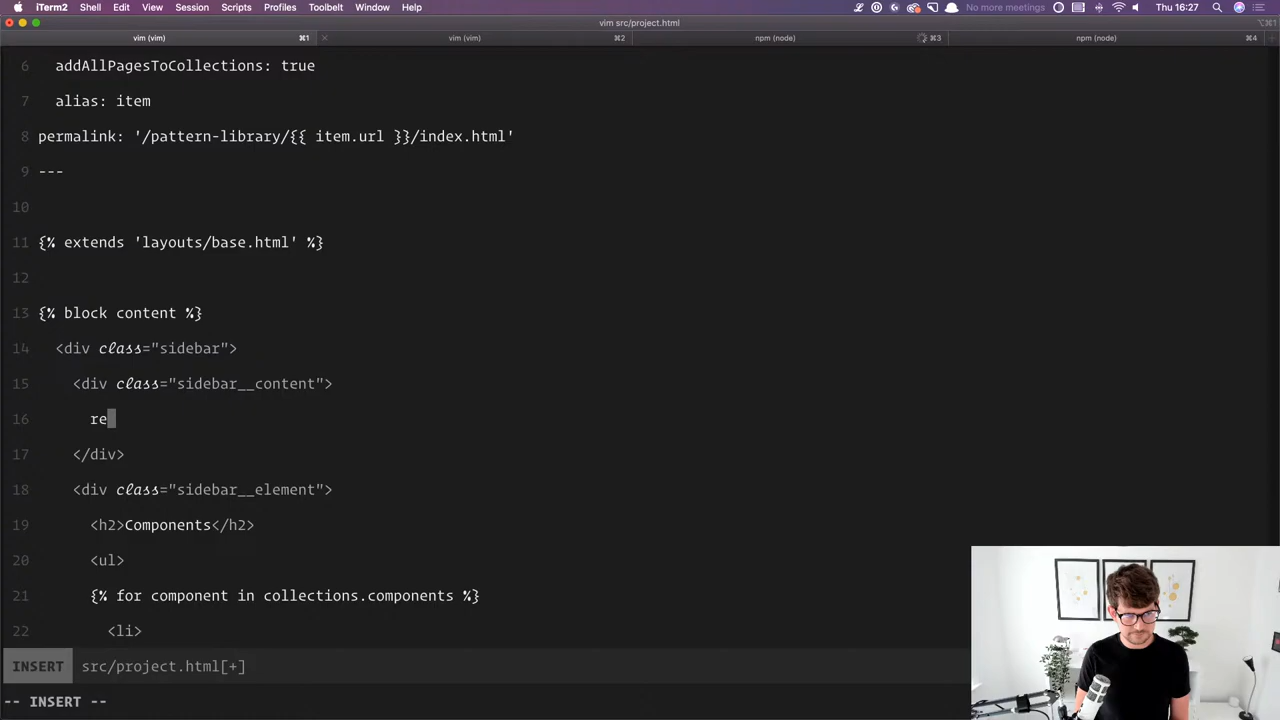 iTerm2 Shell Edit View Session Scripts Profiles Toolbelt Window Help No more meetings Thu 16:27
vim src/project.html ⌥⌘1
vim (vim) ⌘1 vim (vim) ⌘2 npm (node) ⌘3 npm (node) ⌘4
6 addAllPagesToCollections: true
7 alias: item
8 permalink: '/pattern-library/{{ item.url }}/index.html'
9 ---
10
11 {% extends 'layouts/base.html' %}
12
13 {% block content %}
14 <div class="sidebar">
15 <div class="sidebar__content">
16 re
17 </div>
18 <div class="sidebar__element">
19 <h2>Components</h2>
20 <ul>
21 {% for component in collections.components %}
22 <li>
INSERT src/project.html[+]
-- INSERT --